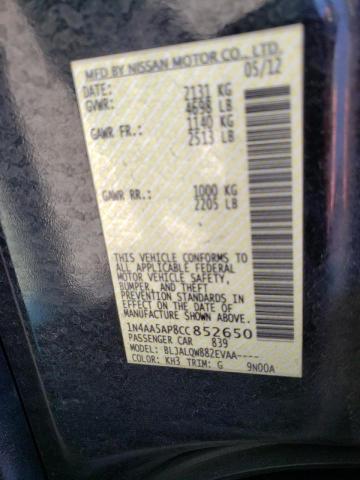 MFD BY NISSAN MOTOR CO., LTD.
05/12
DATE: 2131 KG
GVWR: 4698 LB
1140 KG
GAWR FR.: 2513 LB
GAWR RR.: 1000 KG
2205 LB
THIS VEHICLE CONFORMS TO
ALL APPLICABLE FEDERAL
MOTOR VEHICLE SAFETY,
BUMPER, AND THEFT
PREVENTION STANDARDS IN
EFFECT ON THE DATE OF
MANUFACTURE SHOWN ABOVE.
1N4AA5AP8CC852650
PASSENGER CAR 839
MODEL: BLJALQW882EVAA----
COLOR: KH3 TRIM: G 9N00A